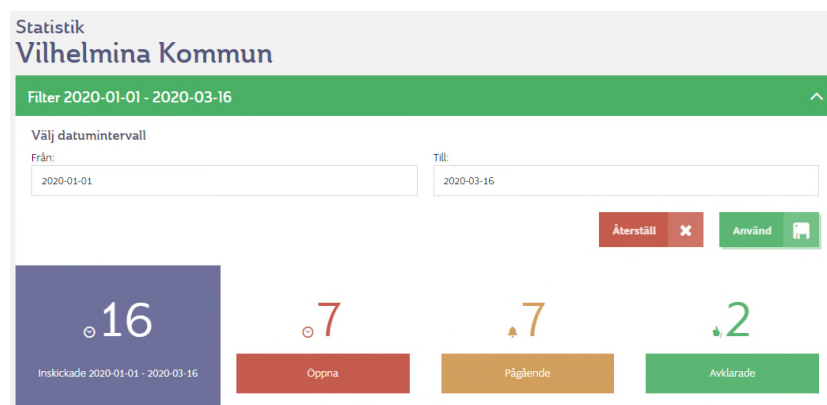 Statistik
Vilhelmina Kommun
Filter 2020-01-01 - 2020-03-16
Välj datumintervall
Från:
Till:
2020-01-01
2020-03-16
Återställ
Använd
16
7
7
2
Inskickade 2020-01-01 - 2020-03-16
Öppna
Pågående
Avklarade